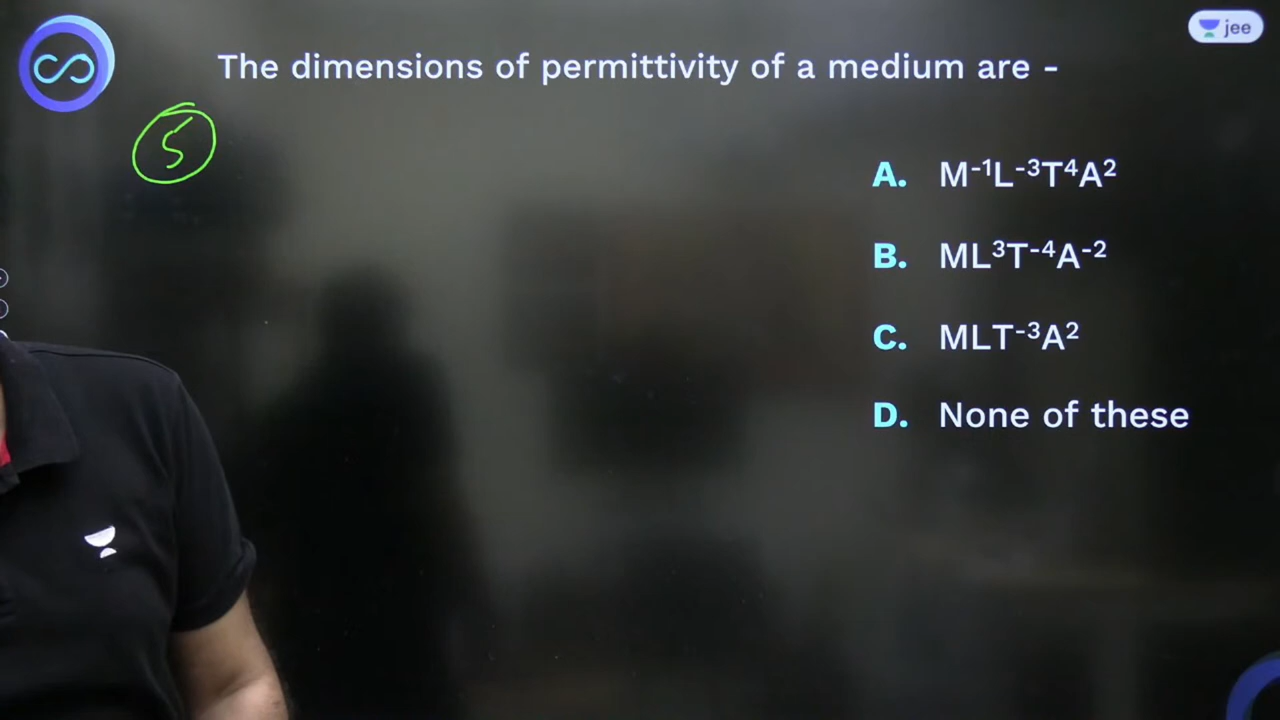 jee
The dimensions of permittivity of a medium are -
5
A. M⁻¹L⁻³T⁴A²
B. ML³T⁻⁴A⁻²
C. MLT⁻³A²
D. None of these